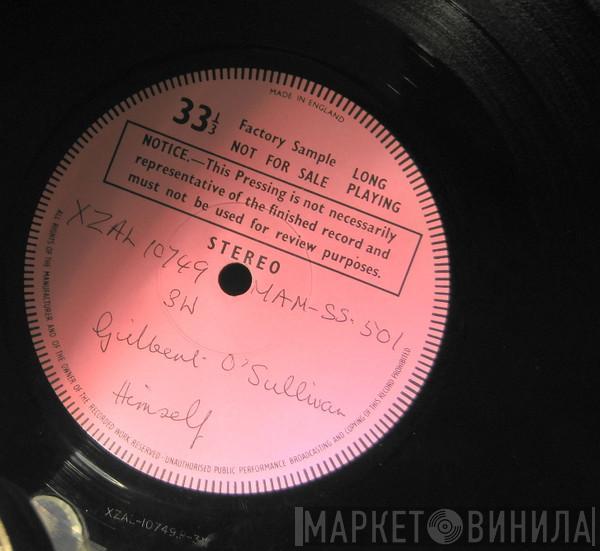 MADE IN ENGLAND
33 1/3
Factory Sample LONG
NOT FOR SALE PLAYING
NOTICE.—This Pressing is not necessarily
representative of the finished record and
must not be used for review purposes.
STEREO
XZAL 10749 MAM-SS. 501
3W
Gilbert O'Sullivan
Himself
ALL RIGHTS OF THE MANUFACTURER AND OF THE OWNER OF THE RECORDED WORK RESERVED · UNAUTHORISED PUBLIC PERFORMANCE BROADCASTING AND COPYING OF THIS RECORD PROHIBITED
МАРКЕТ ВИНИЛА